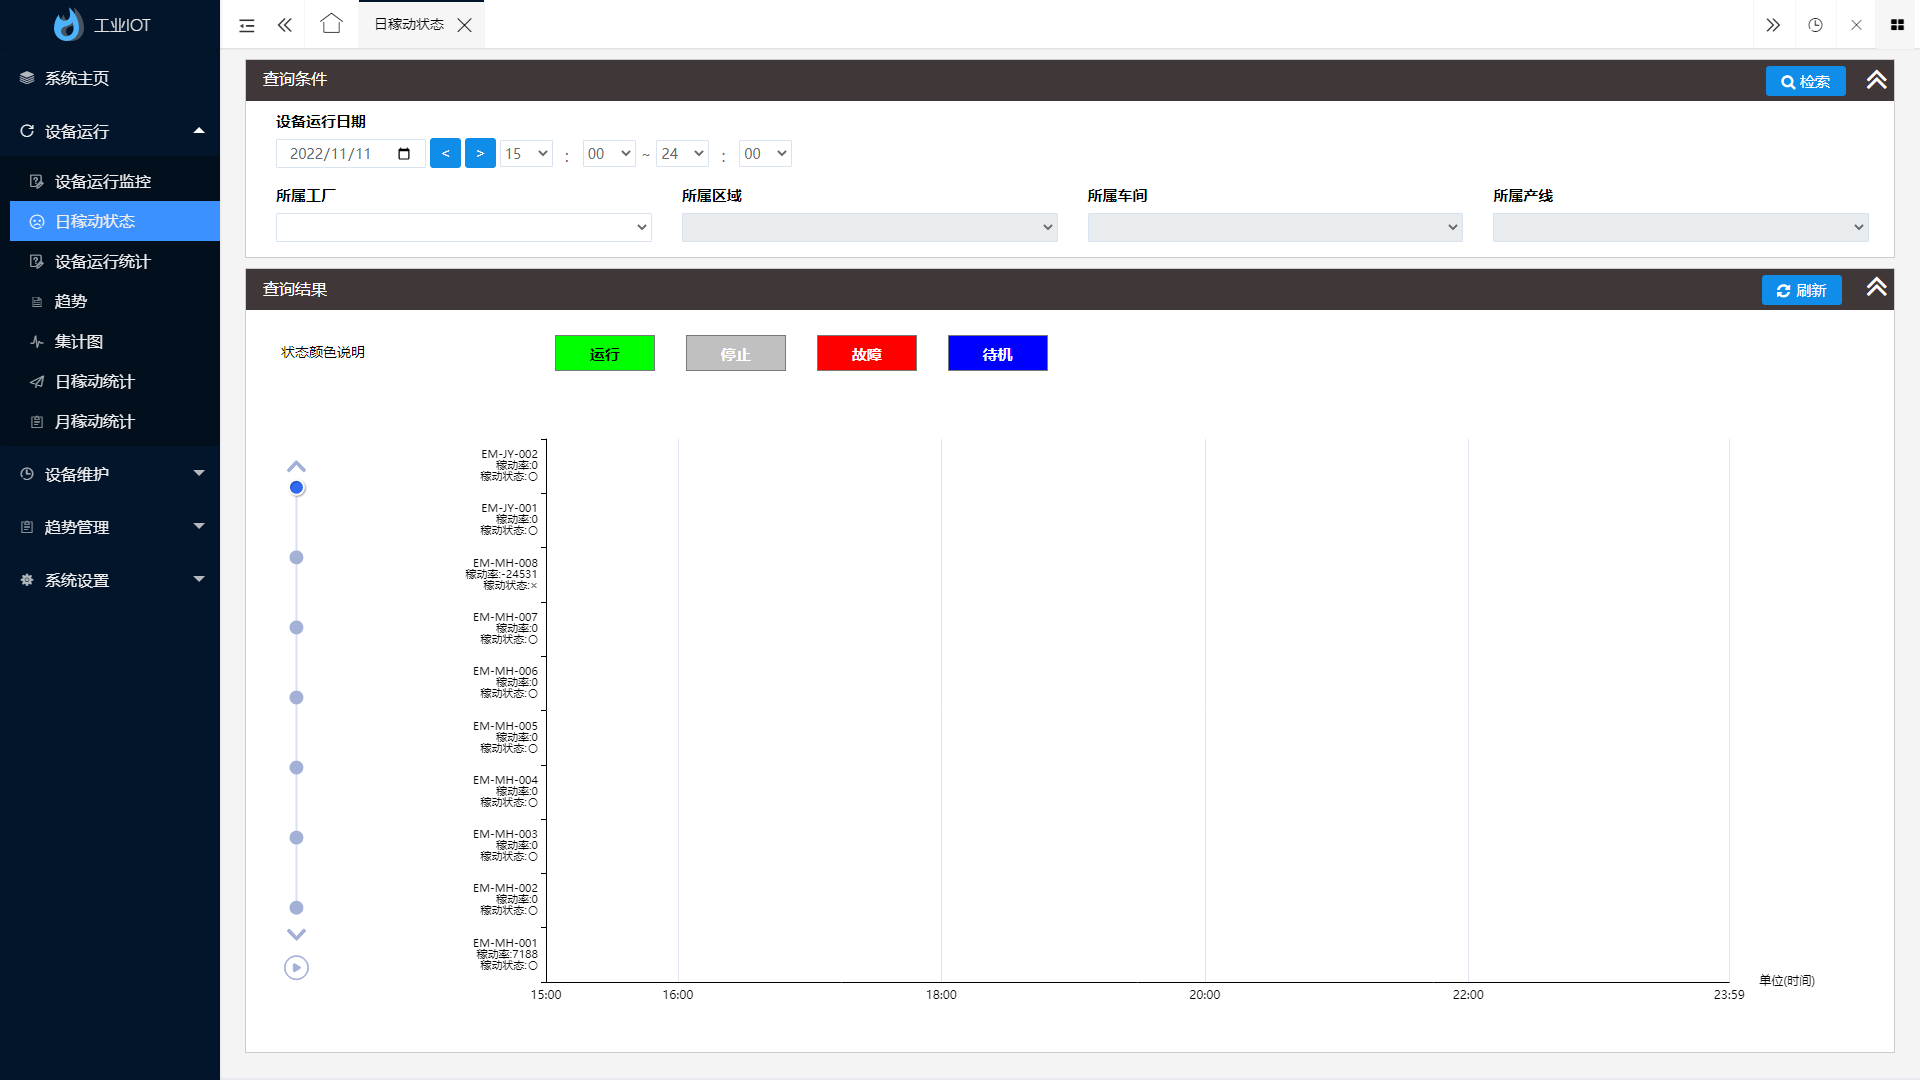 工业IOT
日稼动状态
系统主页
设备运行
设备运行监控
日稼动状态
设备运行统计
趋势
集计图
日稼动统计
月稼动统计
设备维护
趋势管理
系统设置
查询条件
检索
设备运行日期
2022/11/11 < > 15 : 00 ~ 24 : 00
所属工厂 所属区域 所属车间 所属产线
查询结果
刷新
状态颜色说明 运行 停止 故障 待机
EM-JY-002
稼动率:0
稼动状态:〇
EM-JY-001
稼动率:0
稼动状态:〇
EM-MH-008
稼动率:-24531
稼动状态:×
EM-MH-007
稼动率:0
稼动状态:〇
EM-MH-006
稼动率:0
稼动状态:〇
EM-MH-005
稼动率:0
稼动状态:〇
EM-MH-004
稼动率:0
稼动状态:〇
EM-MH-003
稼动率:0
稼动状态:〇
EM-MH-002
稼动率:0
稼动状态:〇
EM-MH-001
稼动率:7188
稼动状态:〇
单位(时间)
15:00 16:00 18:00 20:00 22:00 23:59